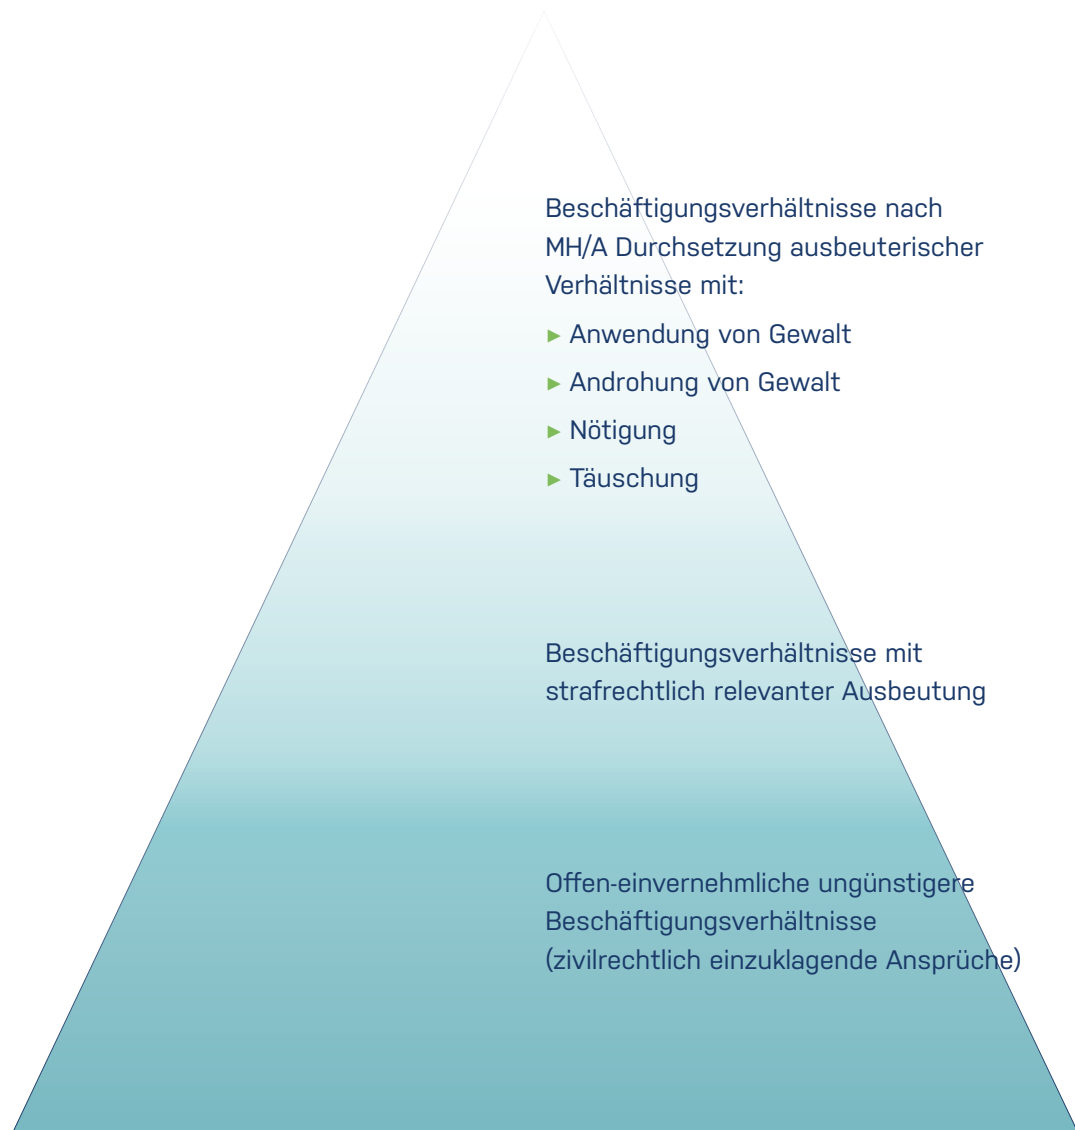 Beschäftigungsverhältnisse nach
MH/A Durchsetzung ausbeuterischer
Verhältnisse mit:
► Anwendung von Gewalt
► Androhung von Gewalt
► Nötigung
► Täuschung
Beschäftigungsverhältnisse mit
strafrechtlich relevanter Ausbeutung
Offen-einvernehmliche ungünstigere
Beschäftigungsverhältnisse
(zivilrechtlich einzuklagende Ansprüche)